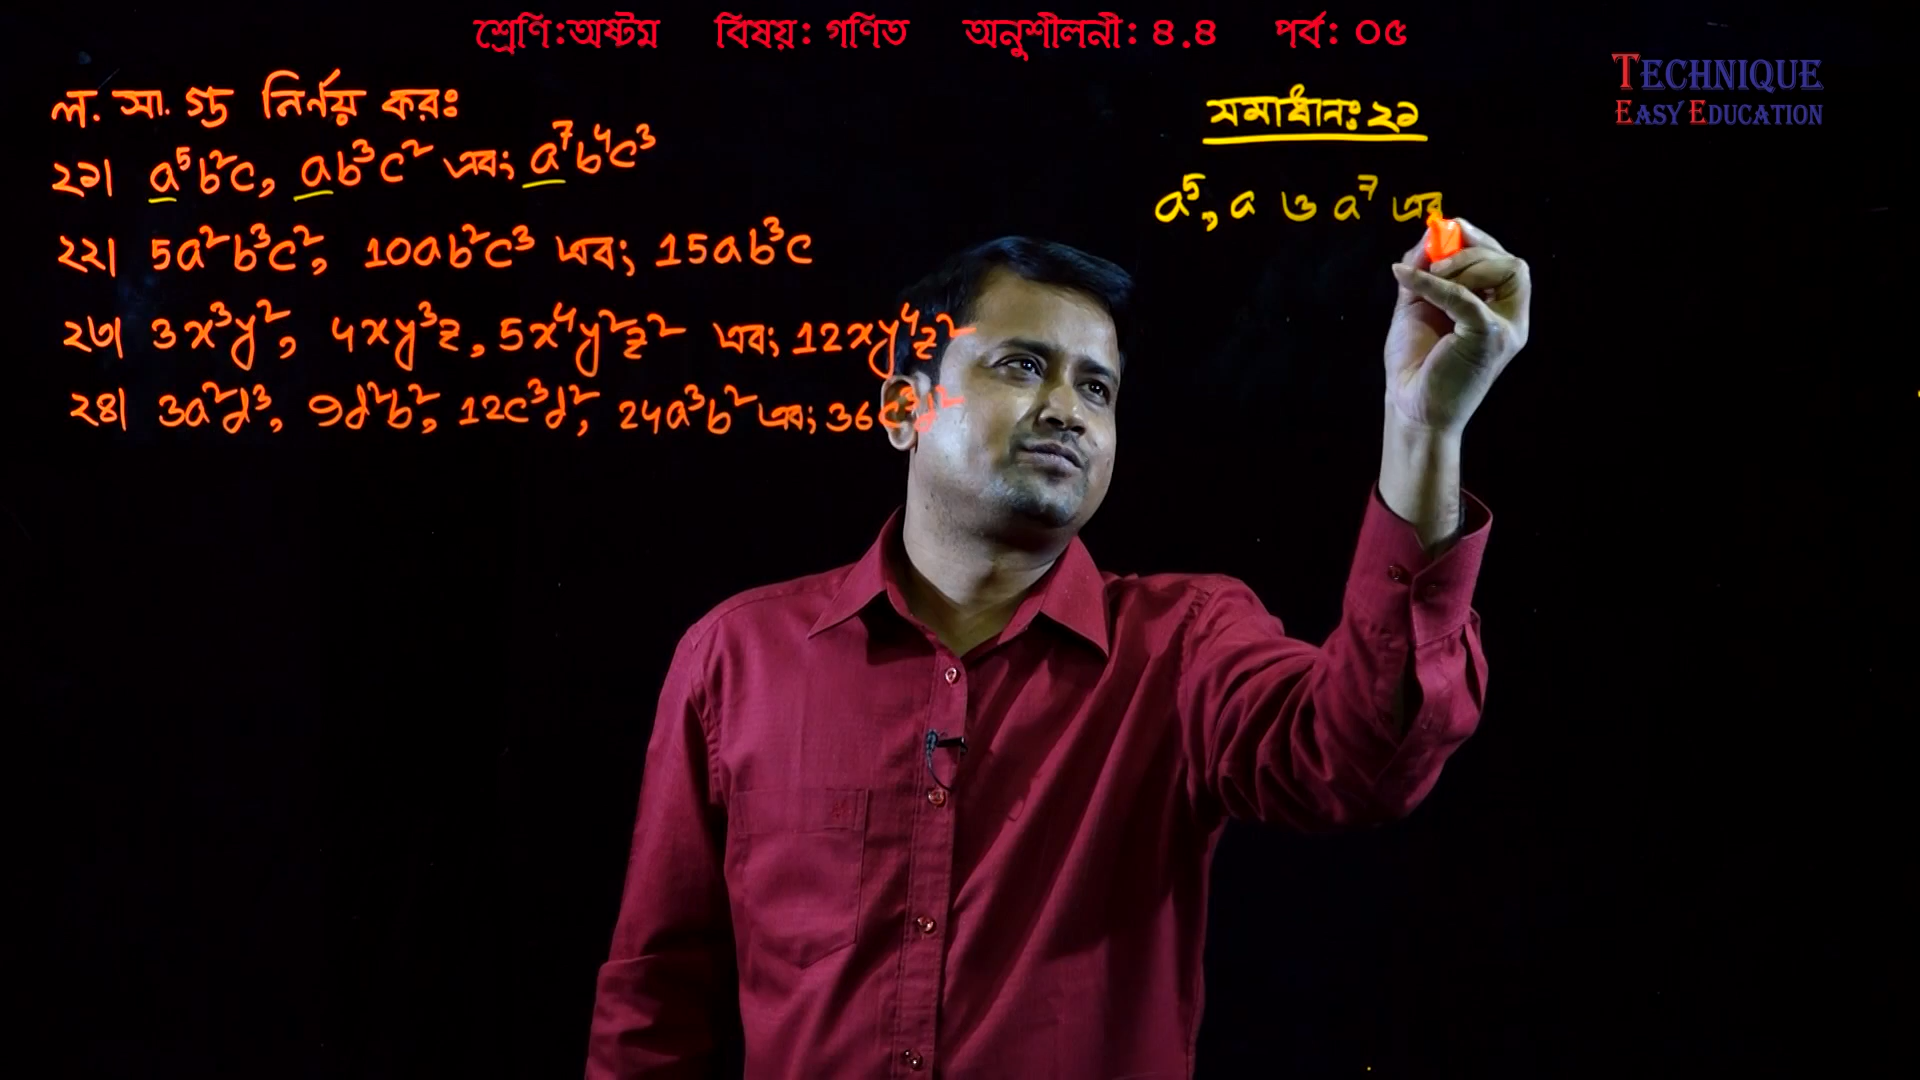 শ্রেণি:অষ্টম বিষয়: গণিত অনুশীলনী: ৪.৪ পর্ব: ০৫
TECHNIQUE
EASY EDUCATION
ল. সা. গু নির্ণয় করঃ
২১। a⁵b²c, ab³c² এবং a⁷b⁴c³
২২। 5a²b³c², 10ab²c³ এবং 15ab³c
২৩। 3x³y², 4xy³z, 5x⁴y²z² এবং 12xy⁴z²
২৪। 3a²d³, 9d²b², 12c³d², 24a³b² এবং 36c³d²
সমাধানঃ ২১
a⁵, a ও a⁷ এর